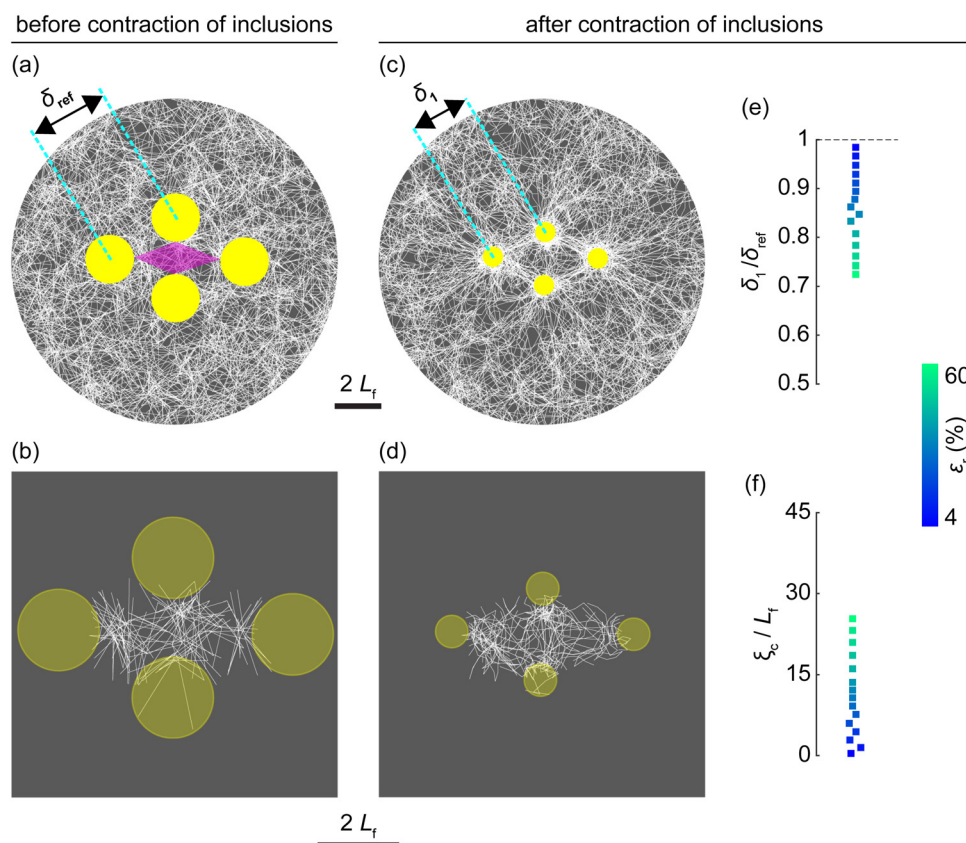 before contraction of inclusions
after contraction of inclusions
(a)
δref
(c)
δ1
(e)
δ1/δref
1
0.9
0.8
0.7
0.6
0.5
2 Lf
60
εr (%)
4
(b)
(d)
(f)
ξc / Lf
45
30
15
0
2 Lf